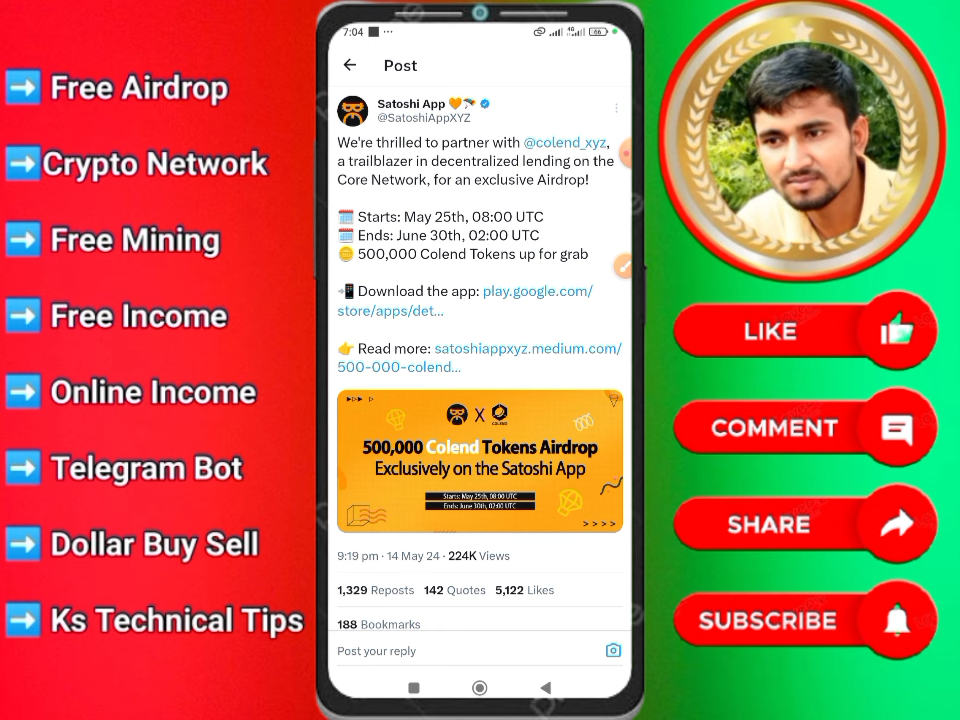 Free Airdrop
Crypto Network
Free Mining
Free Income
Online Income
Telegram Bot
Dollar Buy Sell
Ks Technical Tips
7:04
4G
66
Post
Satoshi App 🧡🪂
@SatoshiAppXYZ
We're thrilled to partner with @colend_xyz,
a trailblazer in decentralized lending on the
Core Network, for an exclusive Airdrop!
🗓️ Starts: May 25th, 08:00 UTC
🗓️ Ends: June 30th, 02:00 UTC
🪙 500,000 Colend Tokens up for grab
📲 Download the app: play.google.com/
store/apps/det...
👉 Read more: satoshiappxyz.medium.com/
500-000-colend...
X
COLEND
500,000 Colend Tokens Airdrop
Exclusively on the Satoshi App
Starts: May 25th, 08:00 UTC
Ends: June 30th, 02:00 UTC
9:19 pm · 14 May 24 · 224K Views
1,329 Reposts 142 Quotes 5,122 Likes
188 Bookmarks
Post your reply
LIKE
COMMENT
SHARE
SUBSCRIBE